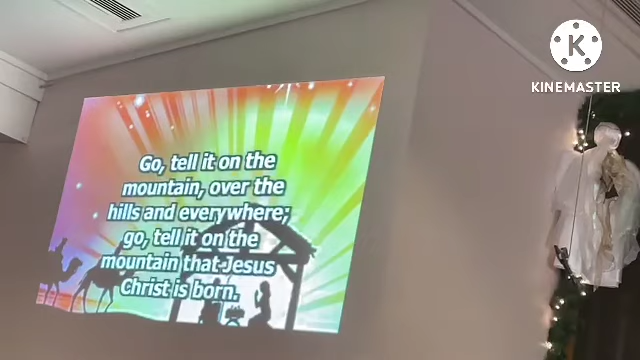 K
KINEMASTER
Go, tell it on the
mountain, over the
hills and everywhere;
go, tell it on the
mountain that Jesus
Christ is born.